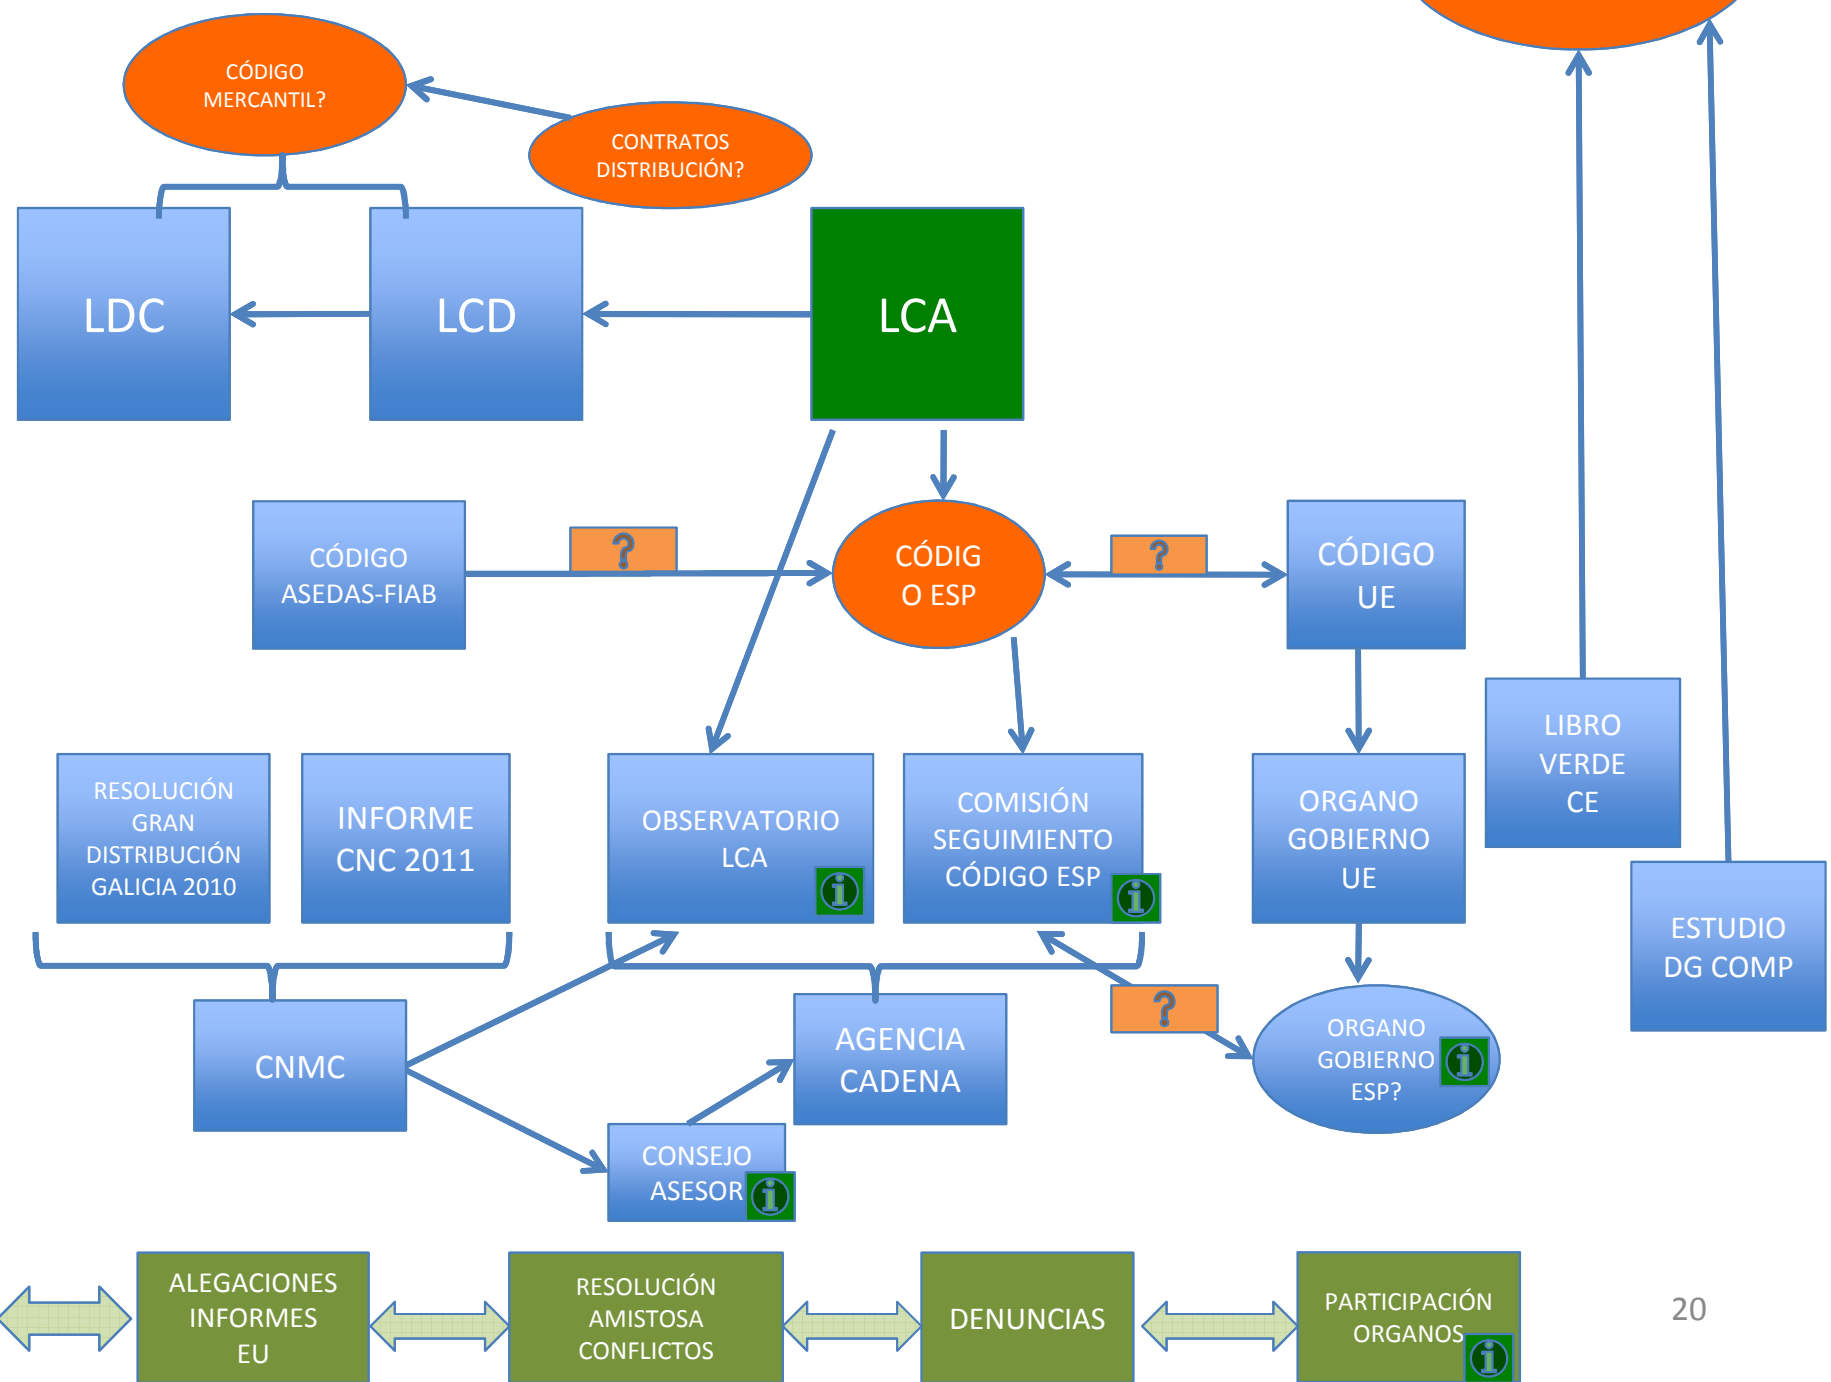 CÓDIGO
MERCANTIL?
CONTRATOS
DISTRIBUCIÓN?
LDC
LCD
LCA
CÓDIGO
ASEDAS-FIAB
?
CÓDIG
O ESP
?
CÓDIGO
UE
LIBRO
VERDE
CE
RESOLUCIÓN
GRAN
DISTRIBUCIÓN
GALICIA 2010
INFORME
CNC 2011
OBSERVATORIO
LCA
i
COMISIÓN
SEGUIMIENTO
CÓDIGO ESP
i
ORGANO
GOBIERNO
UE
ESTUDIO
DG COMP
CNMC
AGENCIA
CADENA
?
ORGANO
GOBIERNO
ESP?
i
CONSEJO
ASESOR
i
ALEGACIONES
INFORMES
EU
RESOLUCIÓN
AMISTOSA
CONFLICTOS
DENUNCIAS
PARTICIPACIÓN
ORGANOS
i
20